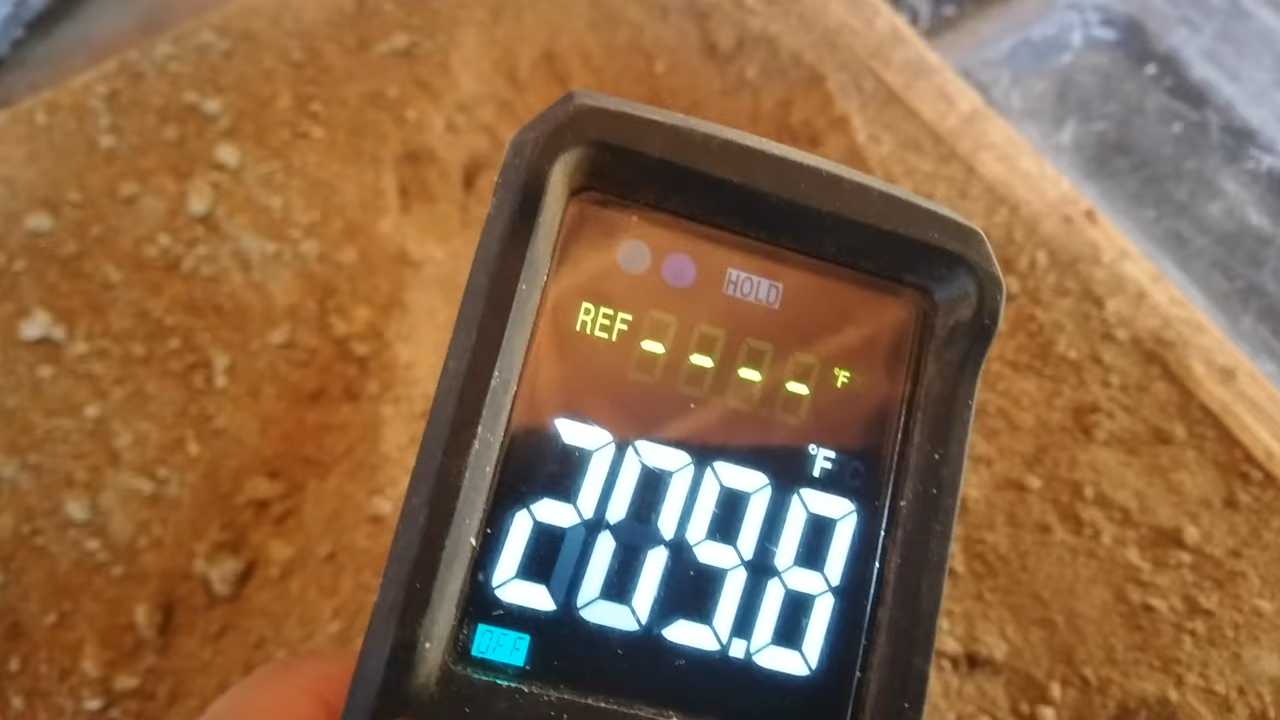 HOLD
REF ---- °F
°F
209.8
OFF